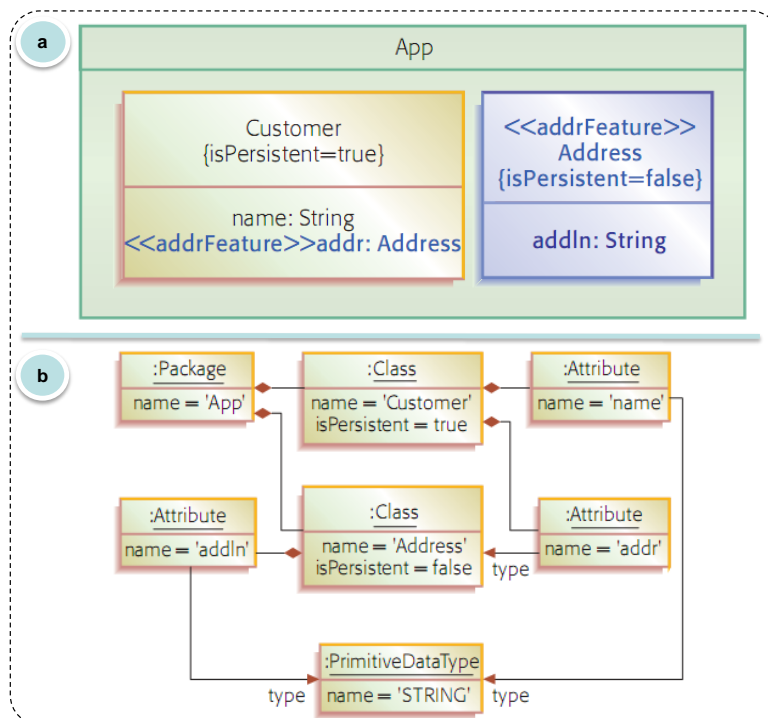 a
App
Customer
{isPersistent=true}
name: String
<<addrFeature>>addr: Address
<<addrFeature>>
Address
{isPersistent=false}
addln: String
b
:Package
name = 'App'
:Class
name = 'Customer'
isPersistent = true
:Attribute
name = 'name'
:Attribute
name = 'addln'
:Class
name = 'Address'
isPersistent = false
:Attribute
name = 'addr'
type
:PrimitiveDataType
name = 'STRING'
type
type